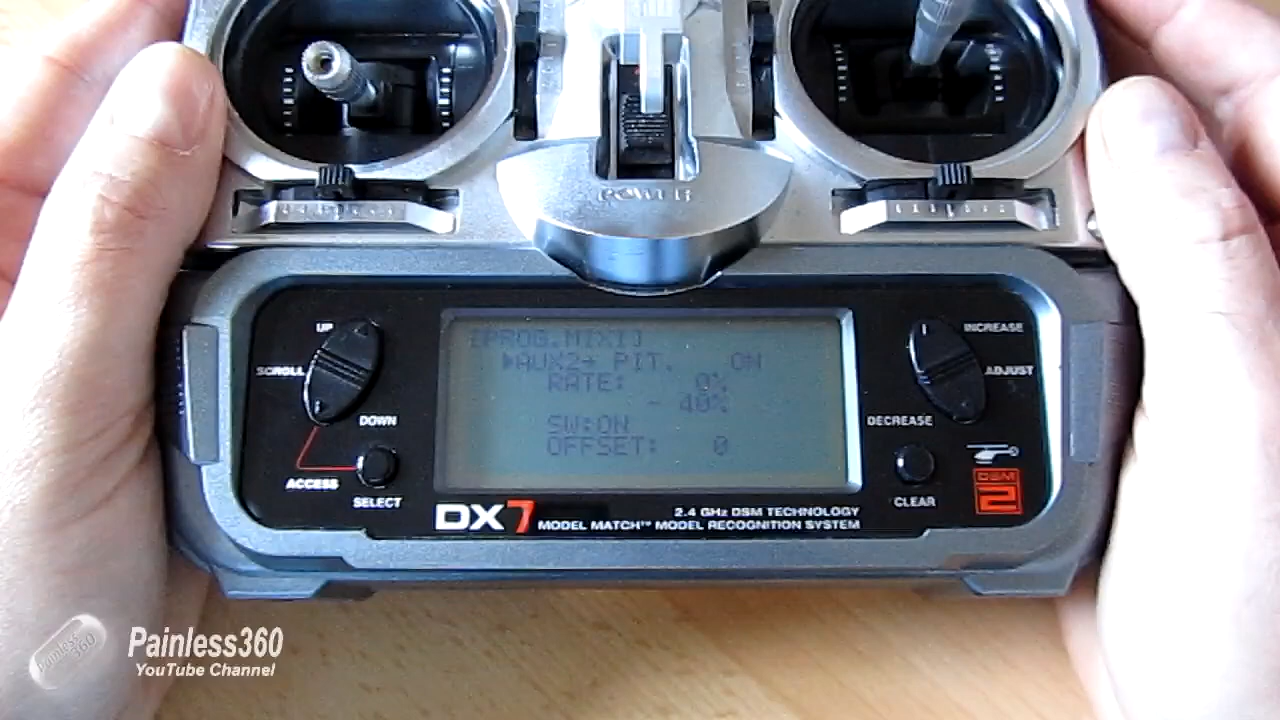 POWER
[PROG.MIX1]
AUX2→ PIT. ON
RATE: 0%
- 40%
SW:ON
OFFSET: 0
UP
SCROLL
DOWN
ACCESS
SELECT
INCREASE
ADJUST
DECREASE
CLEAR
DSM
2
DX7
2.4 GHz DSM TECHNOLOGY
MODEL MATCH™ MODEL RECOGNITION SYSTEM
Painless360
Painless360
YouTube Channel